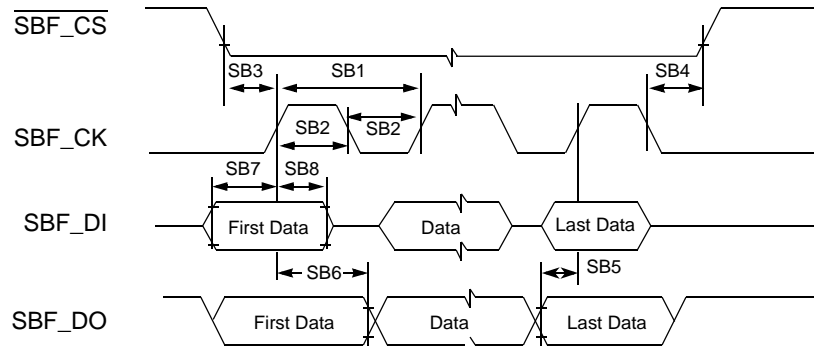 SBF_CS
SB3 SB1 SB4
SBF_CK
SB2 SB2
SB7 SB8
SBF_DI First Data Data Last Data
SB6 SB5
SBF_DO First Data Data Last Data